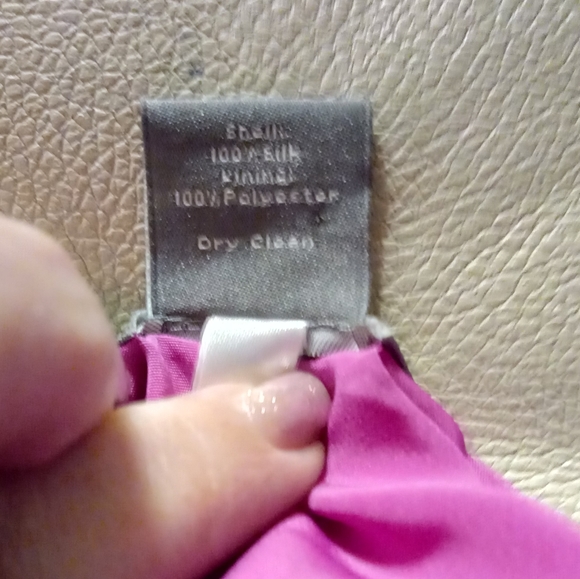 Shell:
100% Silk
Lining:
100% Polyester
Dry Clean